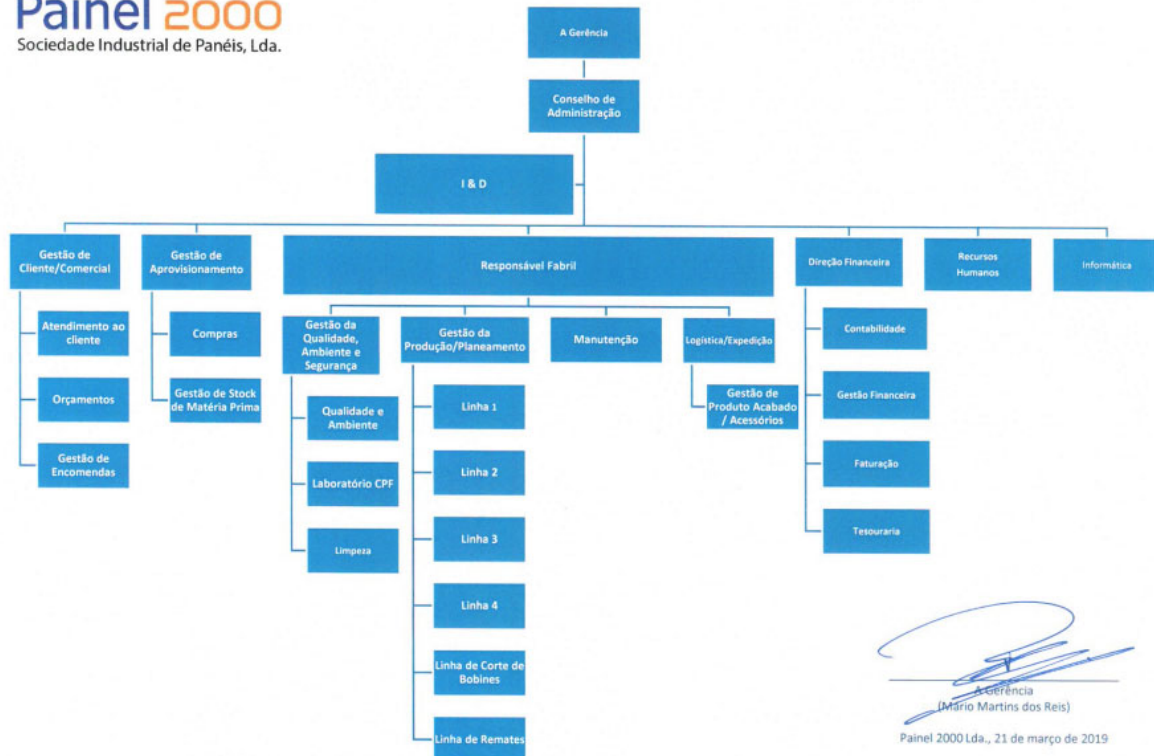 Painel 2000
Sociedade Industrial de Panéis, Lda.
A Gerência
Conselho de
Administração
I & D
Gestão de
Cliente/Comercial
Gestão de
Aprovisionamento
Responsável Fabril
Direção Financeira
Recursos
Humanos
Informática
Atendimento ao
cliente
Orçamentos
Gestão de
Encomendas
Compras
Gestão de Stock
de Matéria Prima
Gestão da
Qualidade,
Ambiente e
Segurança
Qualidade e
Ambiente
Laboratório CPF
Limpeza
Gestão da
Produção/Planeamento
Linha 1
Linha 2
Linha 3
Linha 4
Linha de Corte de
Bobines
Linha de Remates
Manutenção
Logística/Expedição
Gestão de
Produto Acabado
/ Acessórios
Contabilidade
Gestão Financeira
Faturação
Tesouraria
A Gerência
(Mário Martins dos Reis)
Painel 2000 Lda., 21 de março de 2019